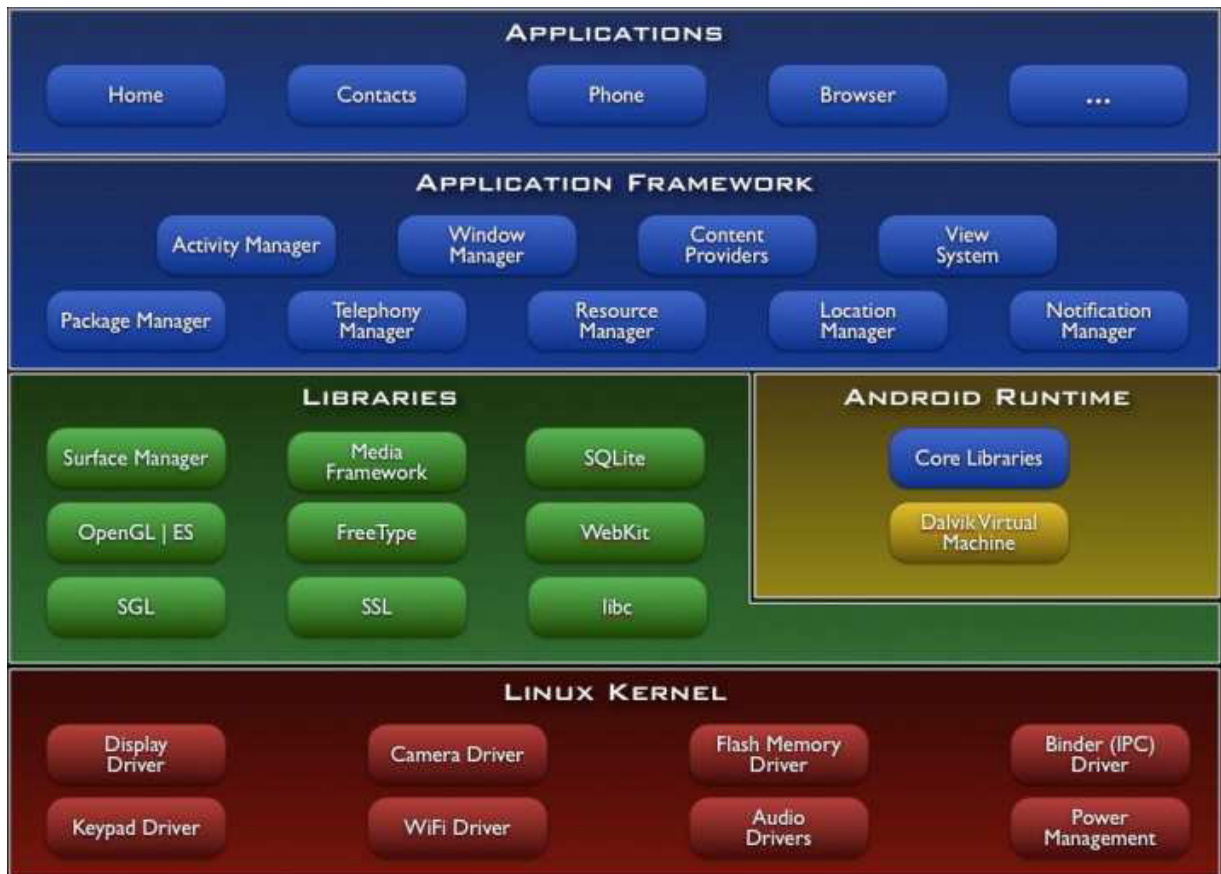 APPLICATIONS
Home
Contacts
Phone
Browser
...
APPLICATION FRAMEWORK
Activity Manager
Window
Manager
Content
Providers
View
System
Package Manager
Telephony
Manager
Resource
Manager
Location
Manager
Notification
Manager
LIBRARIES
Surface Manager
Media
Framework
SQLite
OpenGL | ES
FreeType
WebKit
SGL
SSL
libc
ANDROID RUNTIME
Core Libraries
Dalvik Virtual
Machine
LINUX KERNEL
Display
Driver
Camera Driver
Flash Memory
Driver
Binder (IPC)
Driver
Keypad Driver
WiFi Driver
Audio
Drivers
Power
Management